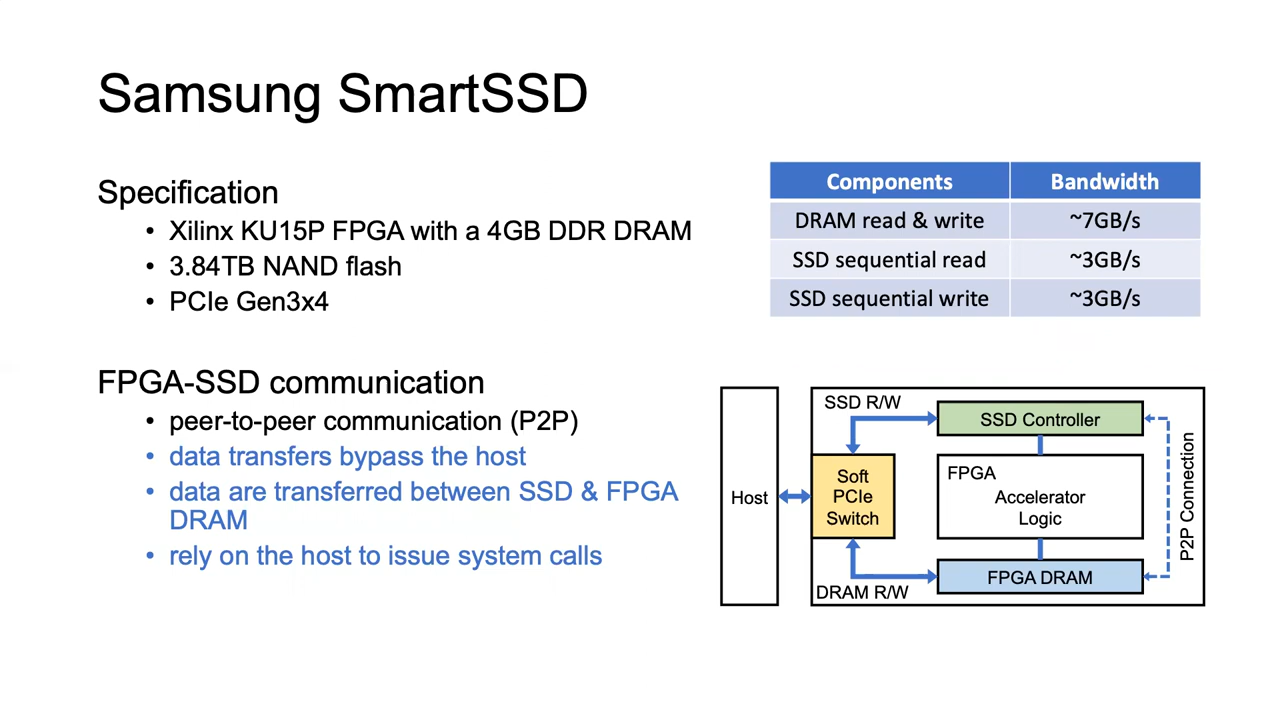 Samsung SmartSSD
Specification
• Xilinx KU15P FPGA with a 4GB DDR DRAM
• 3.84TB NAND flash
• PCIe Gen3x4
FPGA-SSD communication
• peer-to-peer communication (P2P)
• data transfers bypass the host
• data are transferred between SSD & FPGA
DRAM
• rely on the host to issue system calls
Components Bandwidth
DRAM read & write ~7GB/s
SSD sequential read ~3GB/s
SSD sequential write ~3GB/s
Host
SSD R/W
Soft
PCIe
Switch
DRAM R/W
SSD Controller
FPGA
Accelerator
Logic
FPGA DRAM
P2P Connection